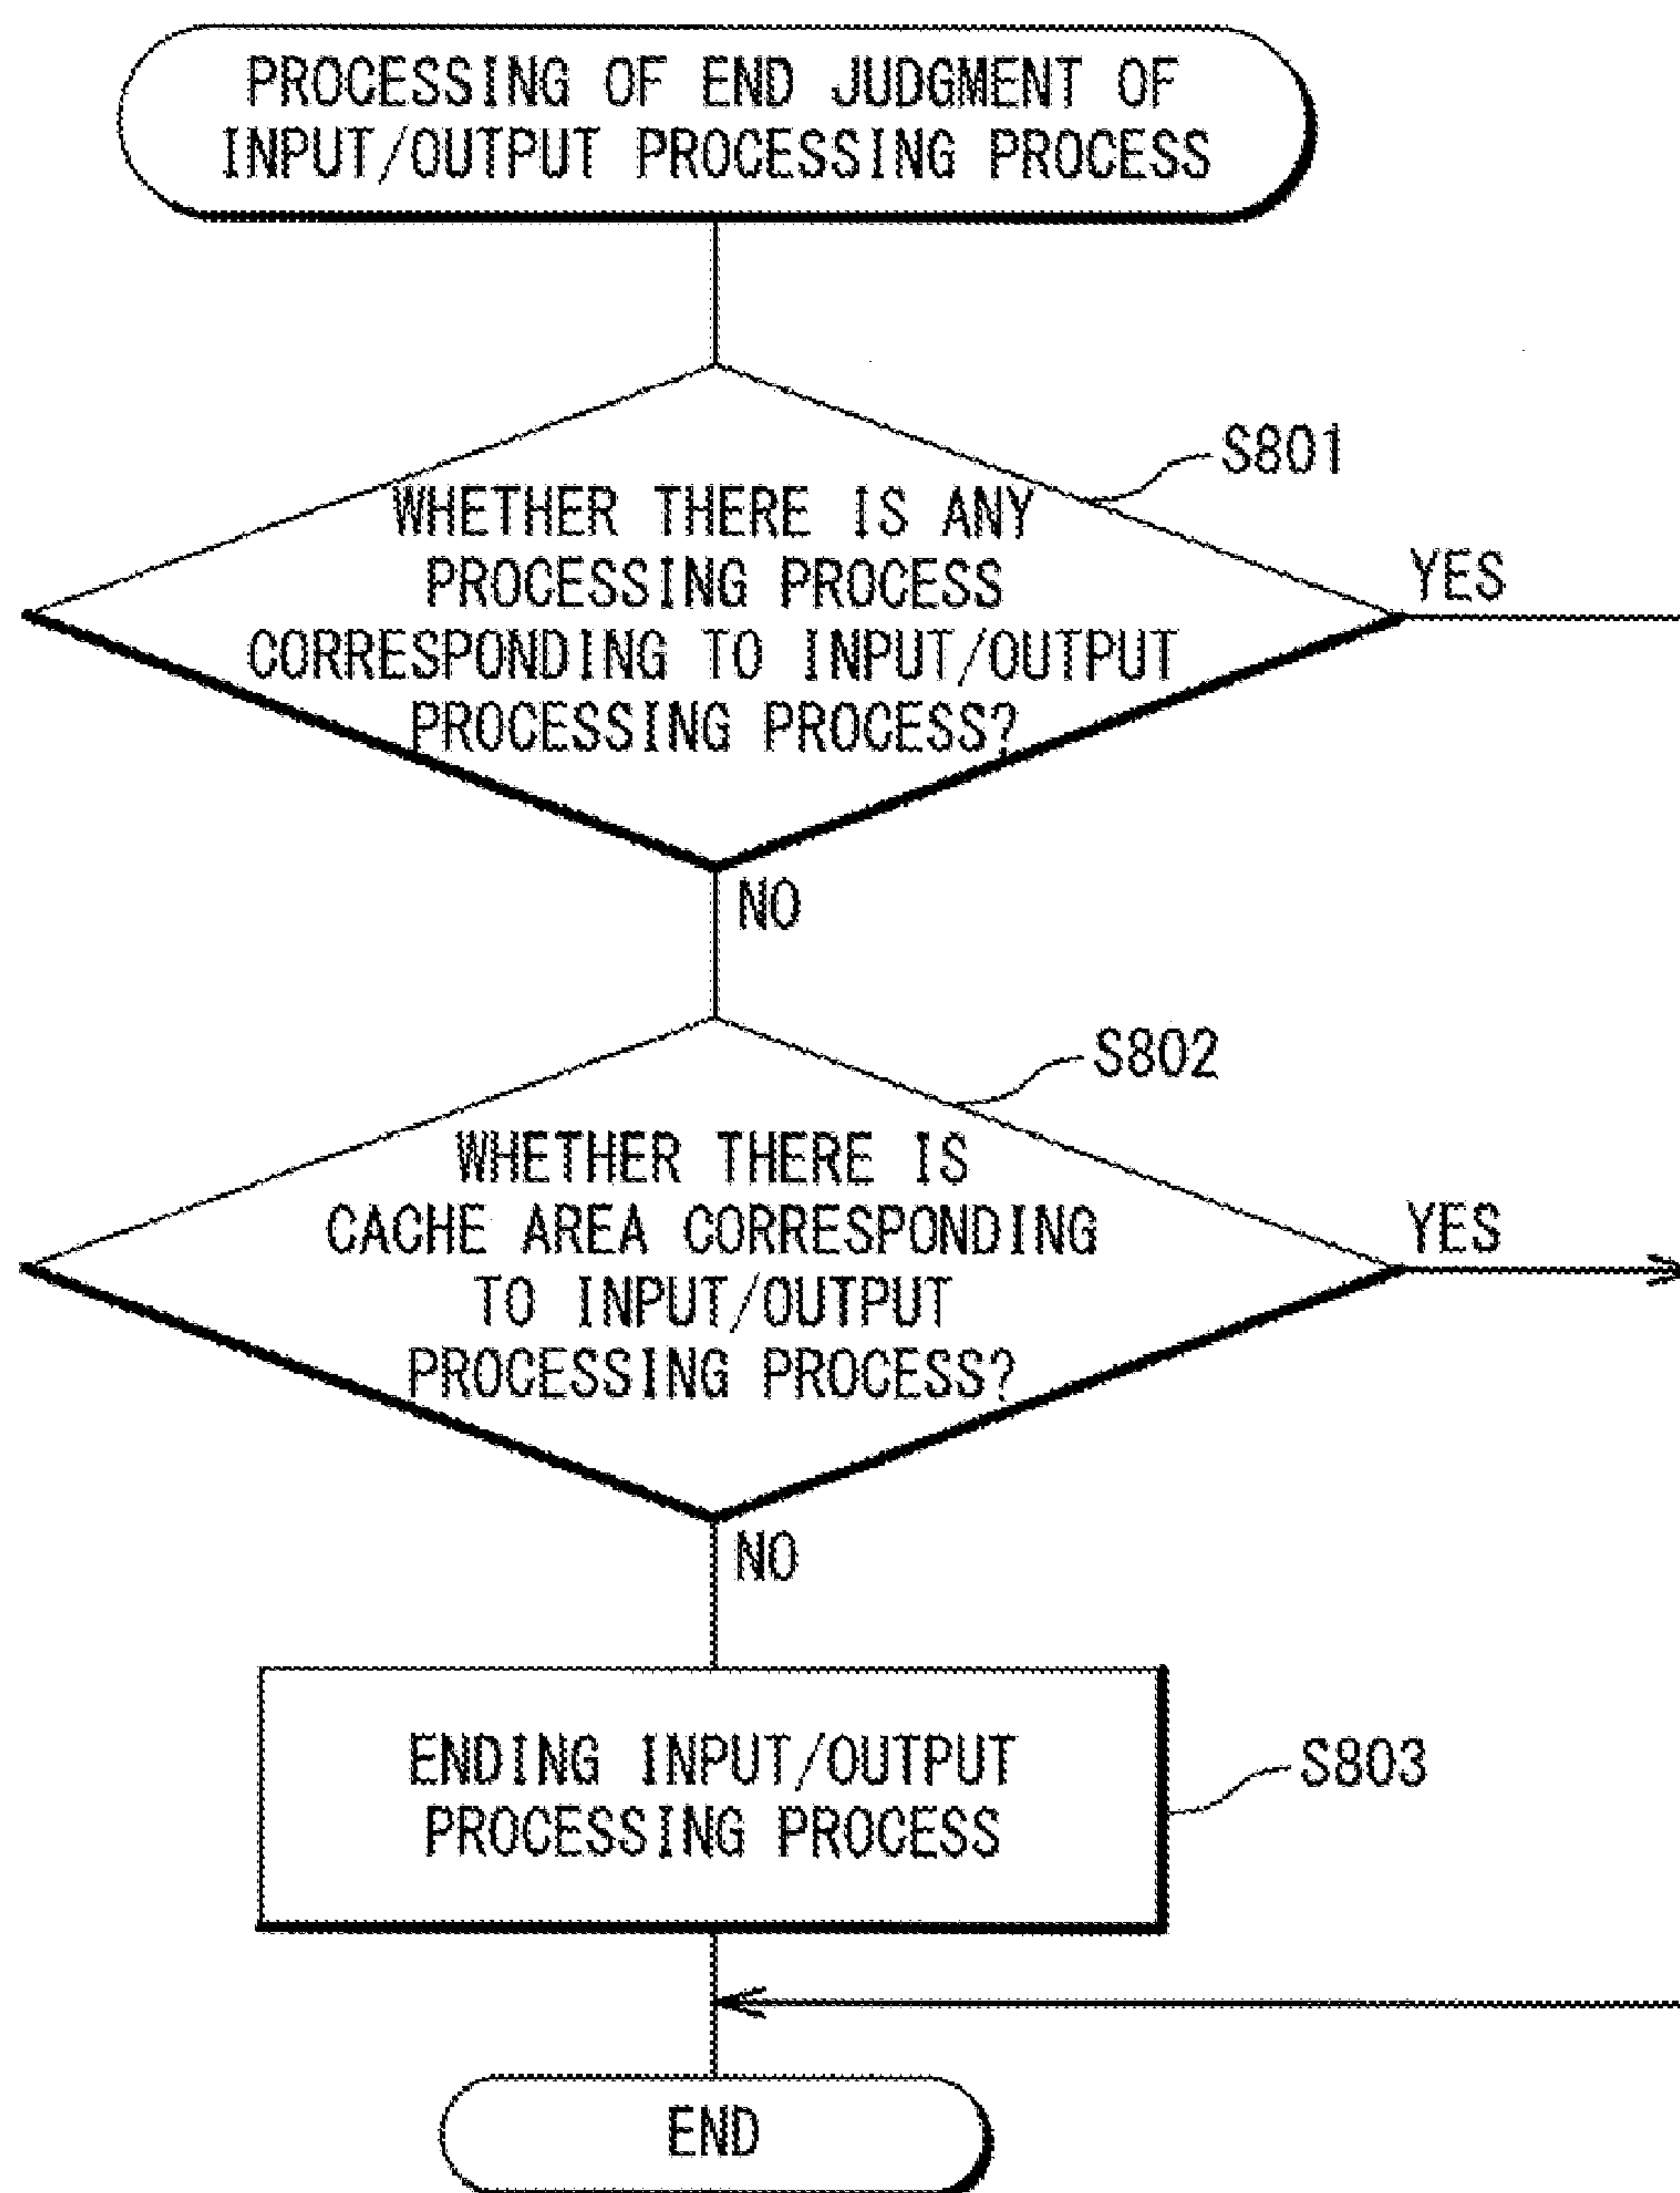 PROCESSING OF END JUDGMENT OF
INPUT/OUTPUT PROCESSING PROCESS
S801
WHETHER THERE IS ANY
PROCESSING PROCESS
CORRESPONDING TO INPUT/OUTPUT
PROCESSING PROCESS?
YES
NO
S802
WHETHER THERE IS
CACHE AREA CORRESPONDING
TO INPUT/OUTPUT
PROCESSING PROCESS?
YES
NO
ENDING INPUT/OUTPUT
PROCESSING PROCESS
S803
END